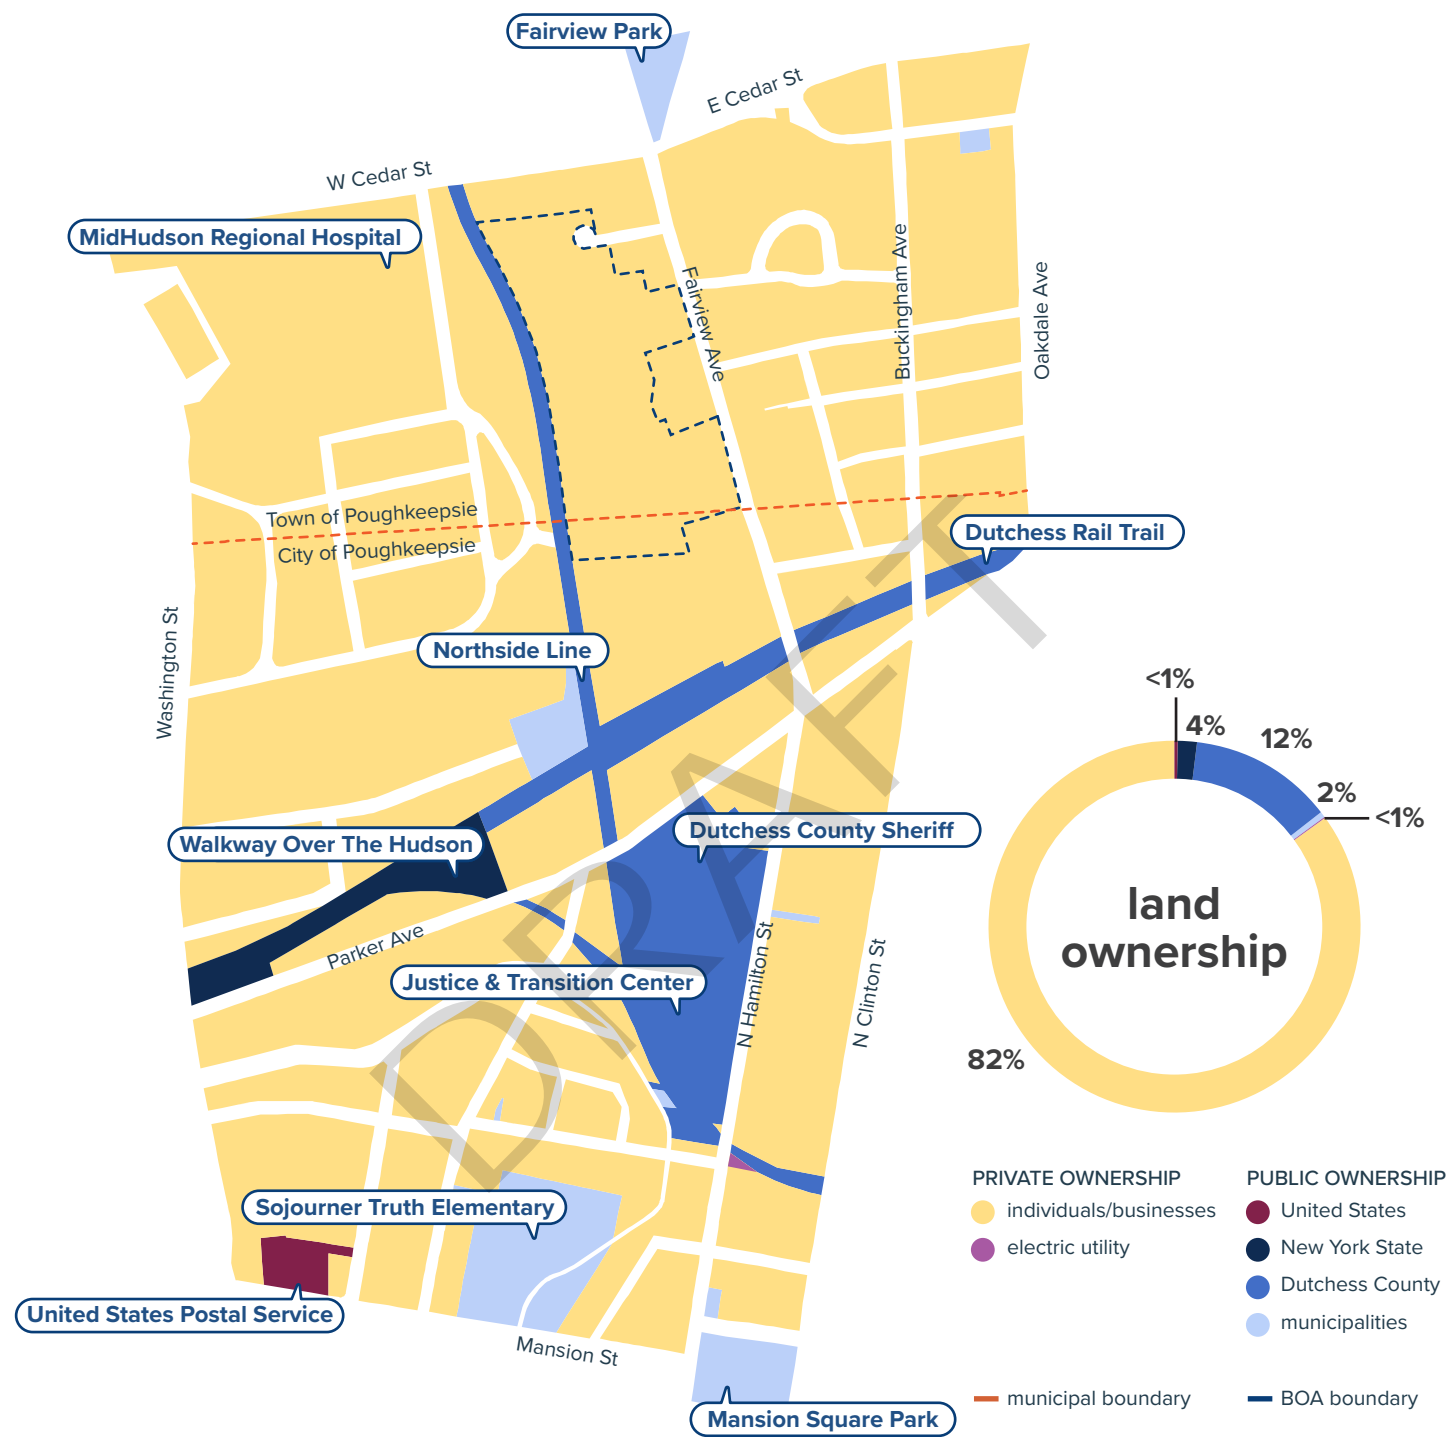 Fairview Park
E Cedar St
W Cedar St
MidHudson Regional Hospital
Fairview Ave
Buckingham Ave
Oakdale Ave
Town of Poughkeepsie
City of Poughkeepsie
Dutchess Rail Trail
Washington St
Northside Line
Walkway Over The Hudson
Dutchess County Sheriff
Parker Ave
Justice & Transition Center
N Hamilton St
N Clinton St
DRAFT
Sojourner Truth Elementary
United States Postal Service
Mansion St
Mansion Square Park
<1%
4%
12%
2%
<1%
82%
land
ownership
PRIVATE OWNERSHIP
individuals/businesses
electric utility
PUBLIC OWNERSHIP
United States
New York State
Dutchess County
municipalities
municipal boundary
BOA boundary